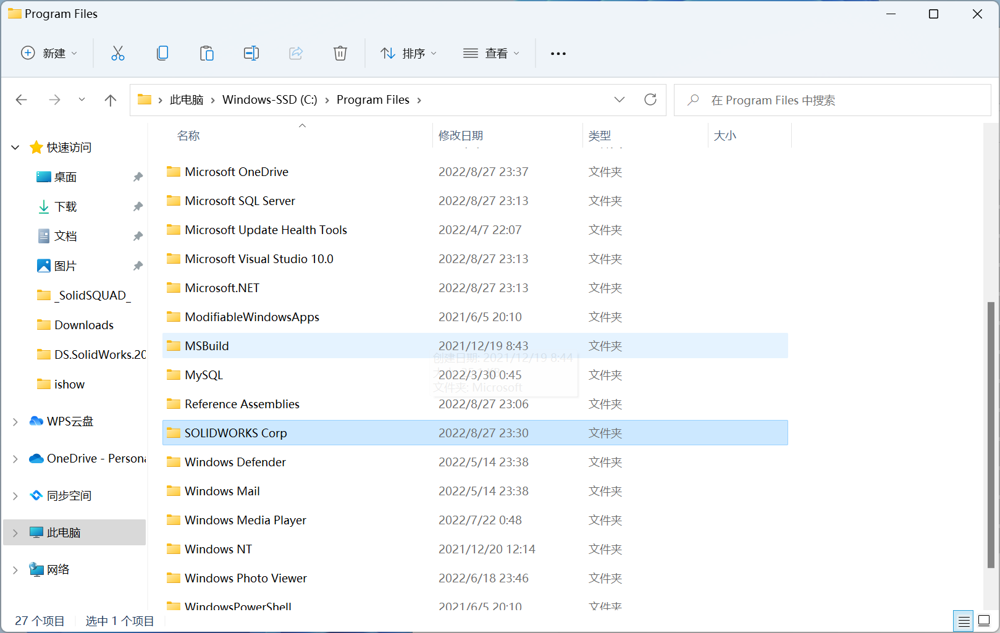 Program Files
新建
排序
查看
此电脑 Windows-SSD (C:) Program Files
在 Program Files 中搜索
名称 修改日期 类型 大小
快速访问
桌面
下载
文档
图片
_SolidSQUAD_
Downloads
DS.SolidWorks.20
ishow
WPS云盘
OneDrive - Persona
同步空间
此电脑
网络
Microsoft OneDrive 2022/8/27 23:37 文件夹
Microsoft SQL Server 2022/8/27 23:13 文件夹
Microsoft Update Health Tools 2022/4/7 22:07 文件夹
Microsoft Visual Studio 10.0 2022/8/27 23:13 文件夹
Microsoft.NET 2022/8/27 23:13 文件夹
ModifiableWindowsApps 2021/6/5 20:10 文件夹
MSBuild 2021/12/19 8:43 文件夹
创建日期: 2021/12/19 8:44
MySQL 2022/3/30 0:45 文件夹
文件夹: Microsoft
Reference Assemblies 2022/8/27 23:06 文件夹
SOLIDWORKS Corp 2022/8/27 23:30 文件夹
Windows Defender 2022/5/14 23:38 文件夹
Windows Mail 2022/5/14 23:38 文件夹
Windows Media Player 2022/7/22 0:48 文件夹
Windows NT 2021/12/20 12:14 文件夹
Windows Photo Viewer 2022/6/18 23:46 文件夹
WindowsPowerShell 2021/6/5 20:10 文件夹
27 个项目 选中 1 个项目